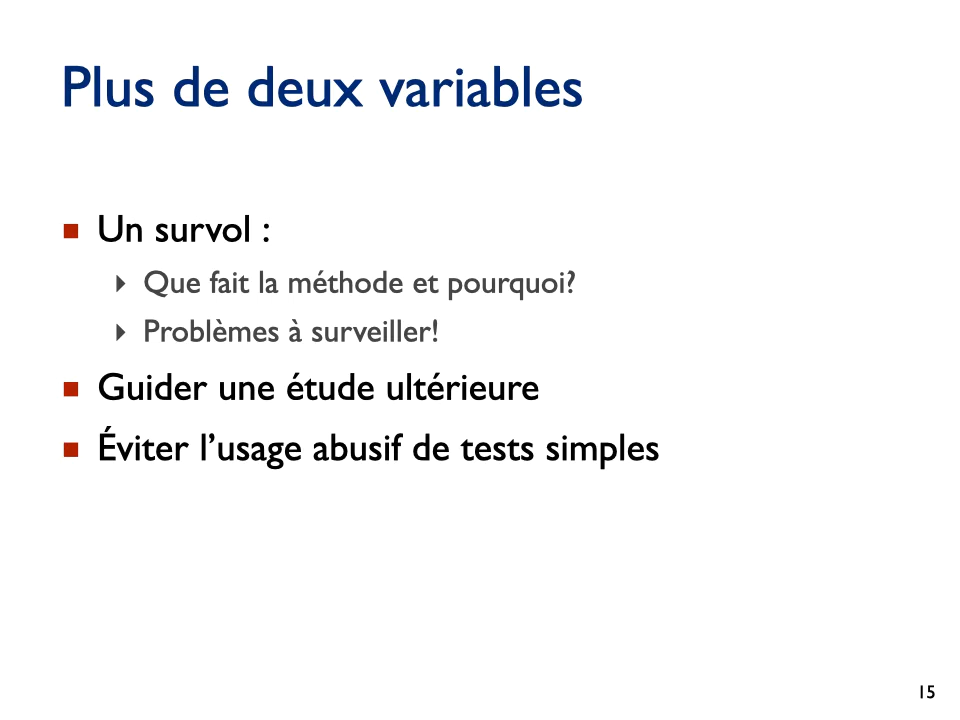 Plus de deux variables
Un survol :
Que fait la méthode et pourquoi?
Problèmes à surveiller!
Guider une étude ultérieure
Éviter l’usage abusif de tests simples
15